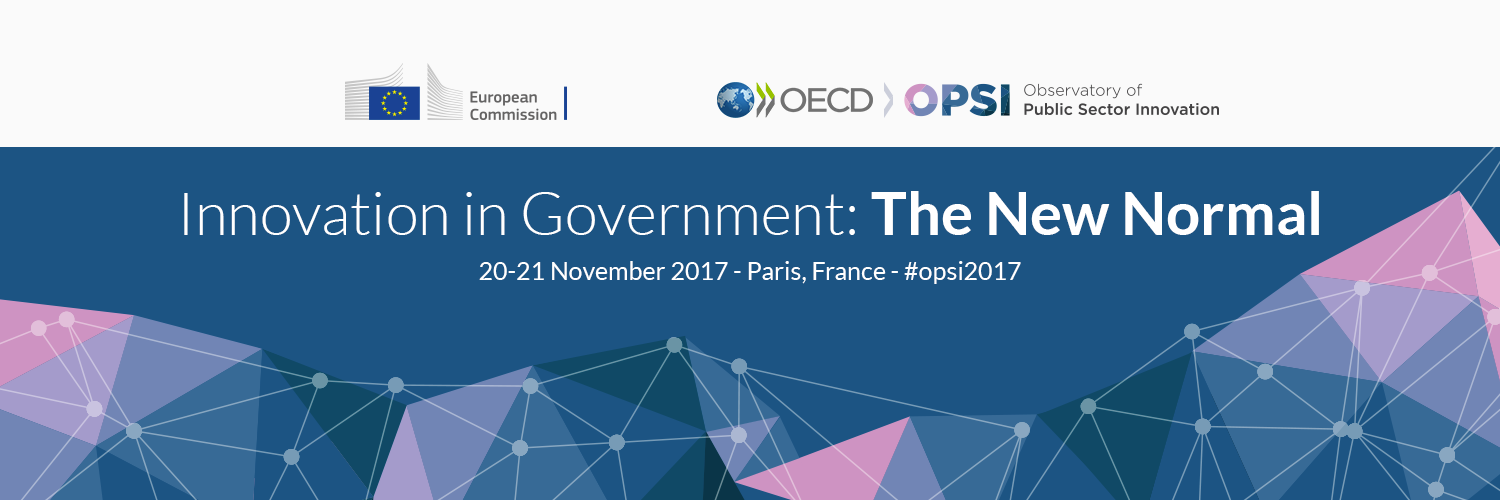 European
Commission
OECD
OPSI
Observatory of
Public Sector Innovation
Innovation in Government: The New Normal
20-21 November 2017 - Paris, France - #opsi2017